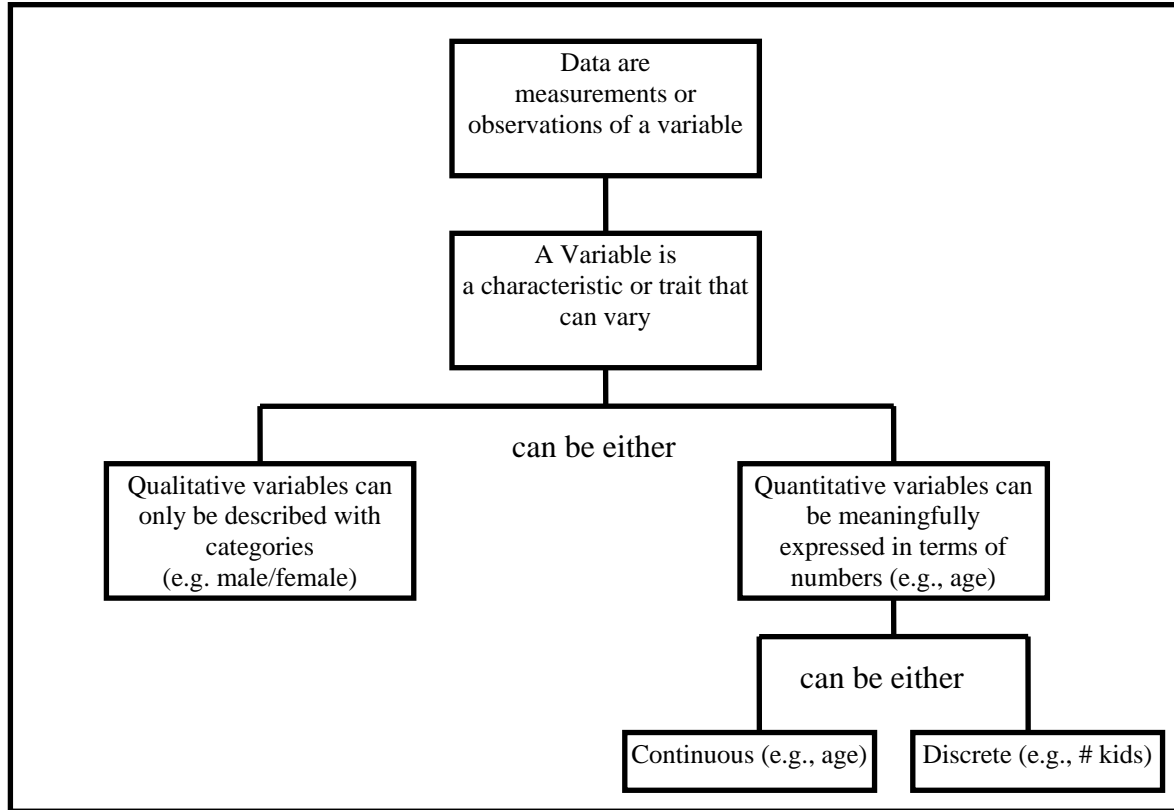 Data are
measurements or
observations of a variable
A Variable is
a characteristic or trait that
can vary
can be either
Qualitative variables can
only be described with
categories
(e.g. male/female)
Quantitative variables can
be meaningfully
expressed in terms of
numbers (e.g., age)
can be either
Continuous (e.g., age)
Discrete (e.g., # kids)